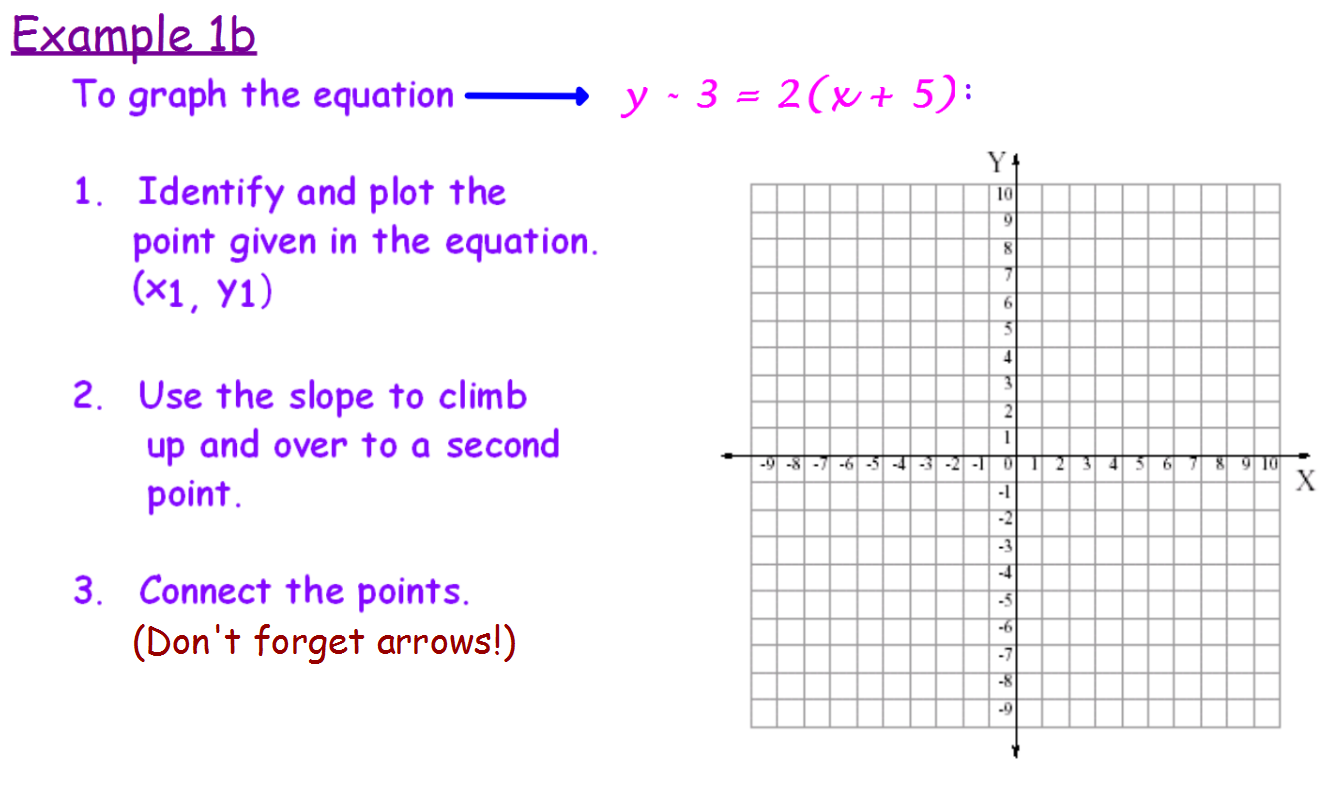 Example 1b
To graph the equation y - 3 = 2(x + 5):
1. Identify and plot the
point given in the equation.
(x1, y1)
2. Use the slope to climb
up and over to a second
point.
3. Connect the points.
(Don't forget arrows!)
Y
10
9
8
7
6
5
4
3
2
1
-9 -8 -7 -6 -5 -4 -3 -2 -1 0 1 2 3 4 5 6 7 8 9 10
X
-1
-2
-3
-4
-5
-6
-7
-8
-9